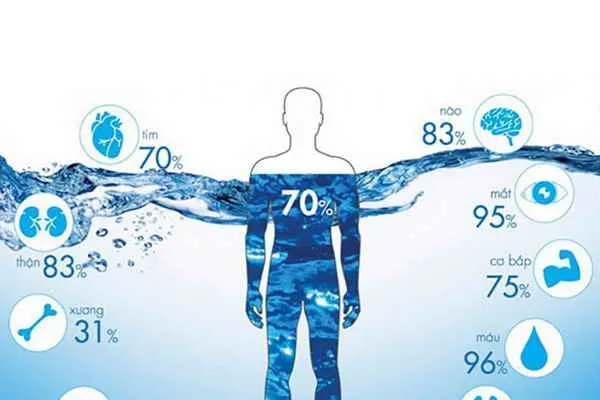 tim
70%
não
83%
70%
mắt
95%
thận
83%
cơ bắp
75%
xương
31%
máu
96%